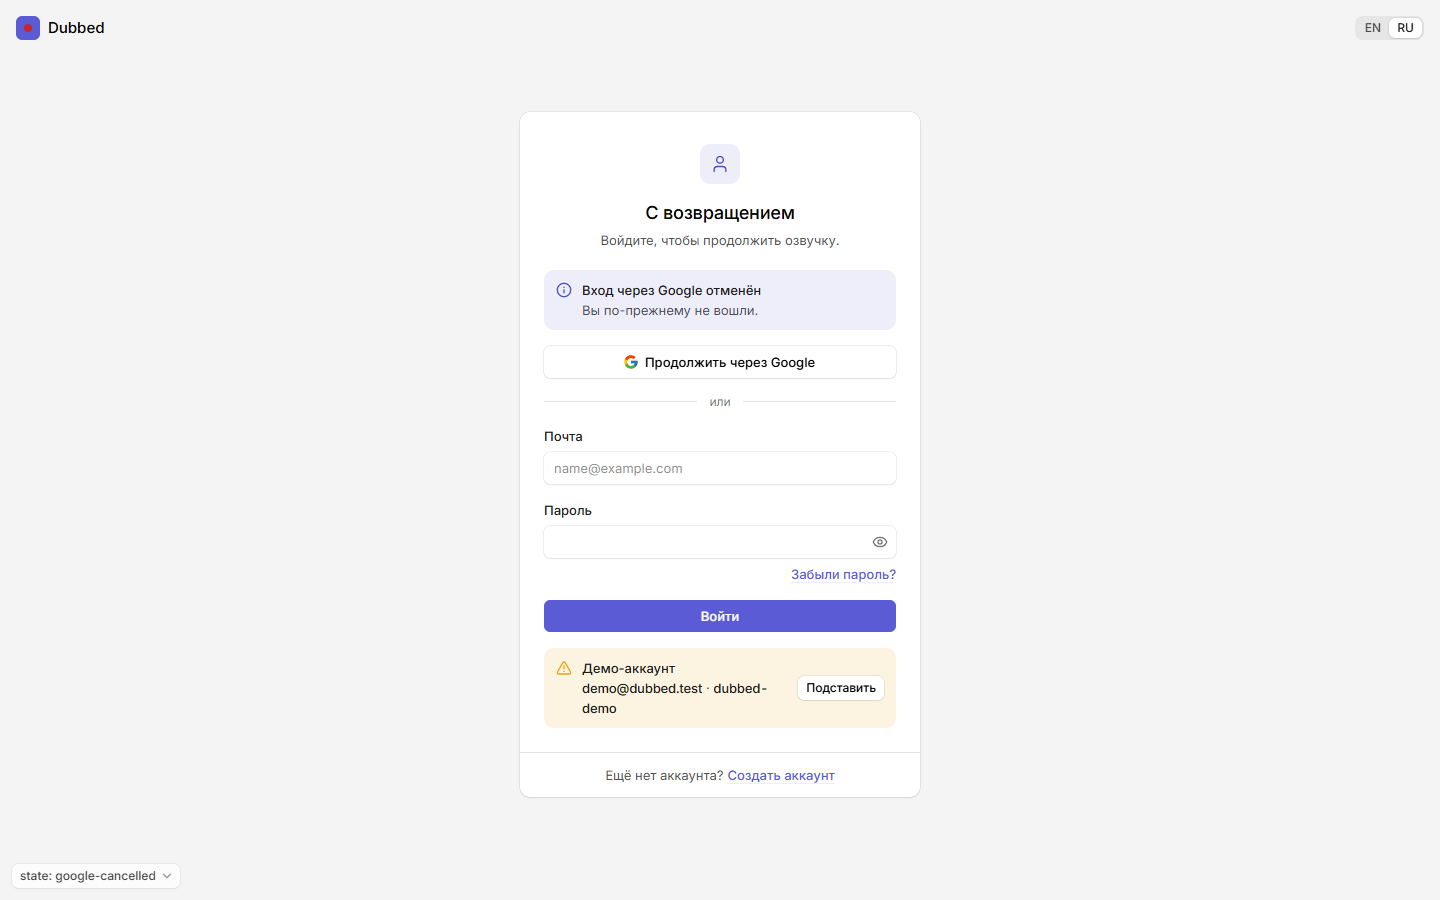 Dubbed
EN RU
С возвращением
Войдите, чтобы продолжить озвучку.
Вход через Google отменён
Вы по-прежнему не вошли.
Продолжить через Google
или
Почта
name@example.com
Пароль
Забыли пароль?
Войти
Демо-аккаунт
demo@dubbed.test · dubbed-
demo
Подставить
Ещё нет аккаунта? Создать аккаунт
state: google-cancelled